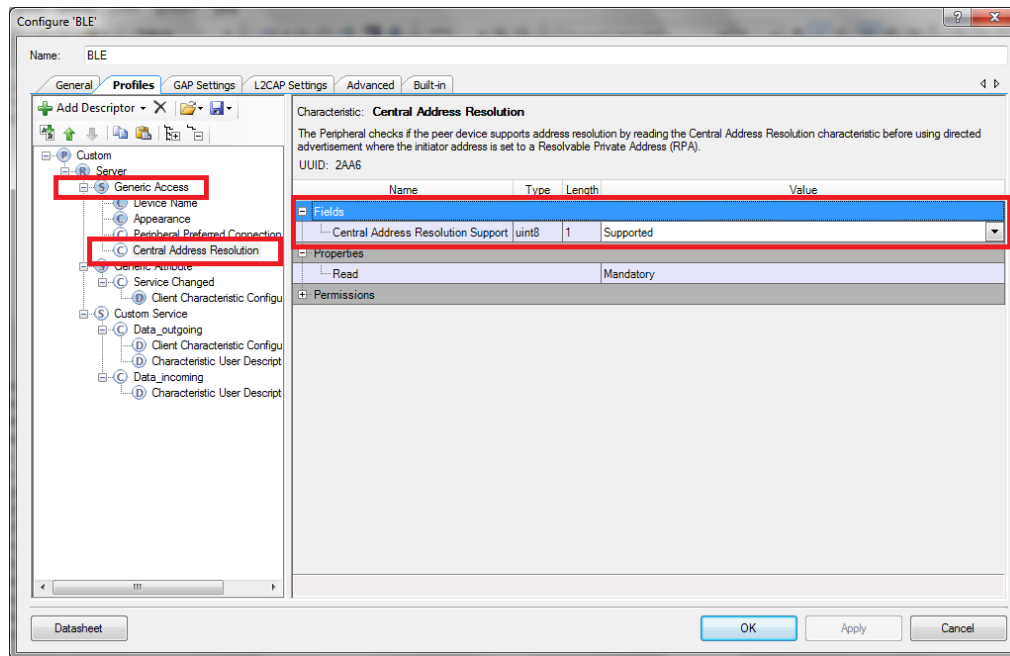 Configure 'BLE'
Name: BLE
General Profiles GAP Settings L2CAP Settings Advanced Built-in
Add Descriptor
Characteristic: Central Address Resolution
The Peripheral checks if the peer device supports address resolution by reading the Central Address Resolution characteristic before using directed
advertisement where the initiator address is set to a Resolvable Private Address (RPA).
UUID: 2AA6
Name Type Length Value
Fields
Central Address Resolution Support uint8 1 Supported
Properties
Read Mandatory
Permissions
P Custom
R Server
S Generic Access
C Device Name
C Appearance
C Peripheral Preferred Connection
C Central Address Resolution
S Generic Attribute
C Service Changed
D Client Characteristic Configu
S Custom Service
C Data_outgoing
D Client Characteristic Configu
D Characteristic User Descript
C Data_incoming
D Characteristic User Descript
Datasheet OK Apply Cancel